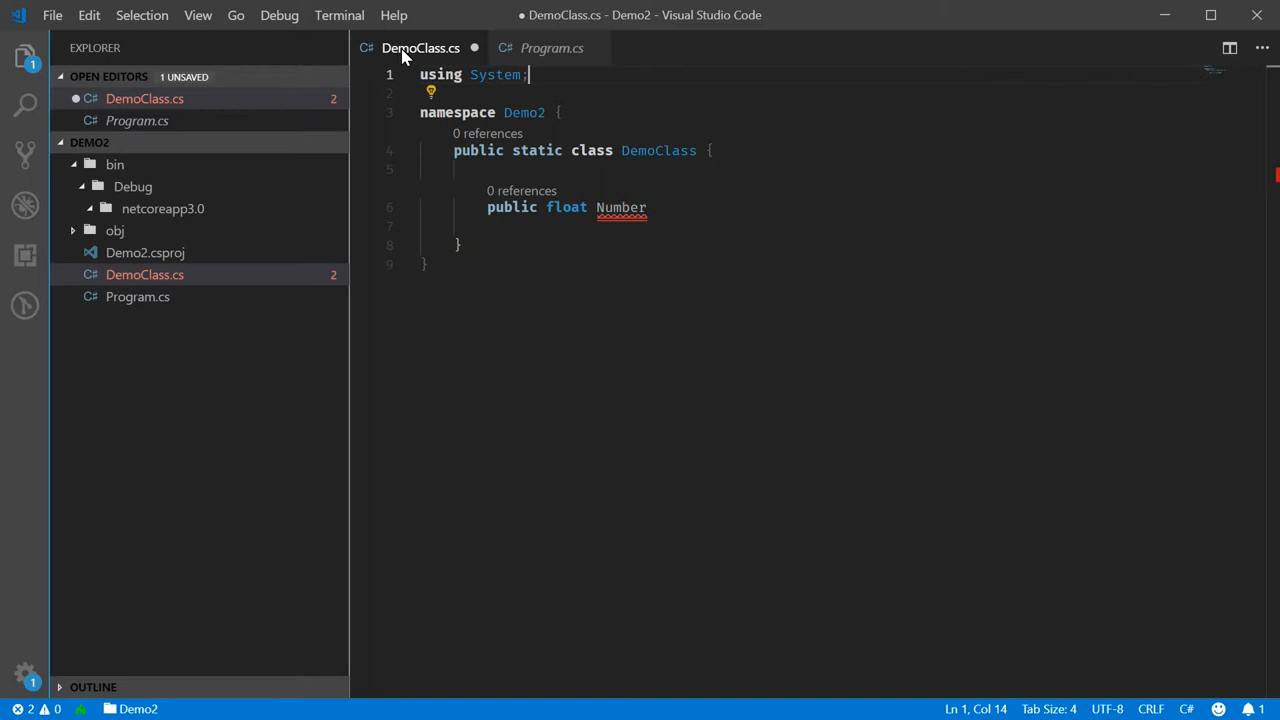 File Edit Selection View Go Debug Terminal Help
● DemoClass.cs - Demo2 - Visual Studio Code
EXPLORER
OPEN EDITORS 1 UNSAVED
C# DemoClass.cs 2
C# Program.cs
DEMO2
bin
Debug
netcoreapp3.0
obj
Demo2.csproj
C# DemoClass.cs 2
C# Program.cs
OUTLINE
1
1
C# DemoClass.cs ●
C# Program.cs
1 using System;
2
3 namespace Demo2 {
0 references
4 public static class DemoClass {
5
0 references
6 public float Number
7
8 }
9 }
2 0 Demo2
Ln 1, Col 14 Tab Size: 4 UTF-8 CRLF C# 1